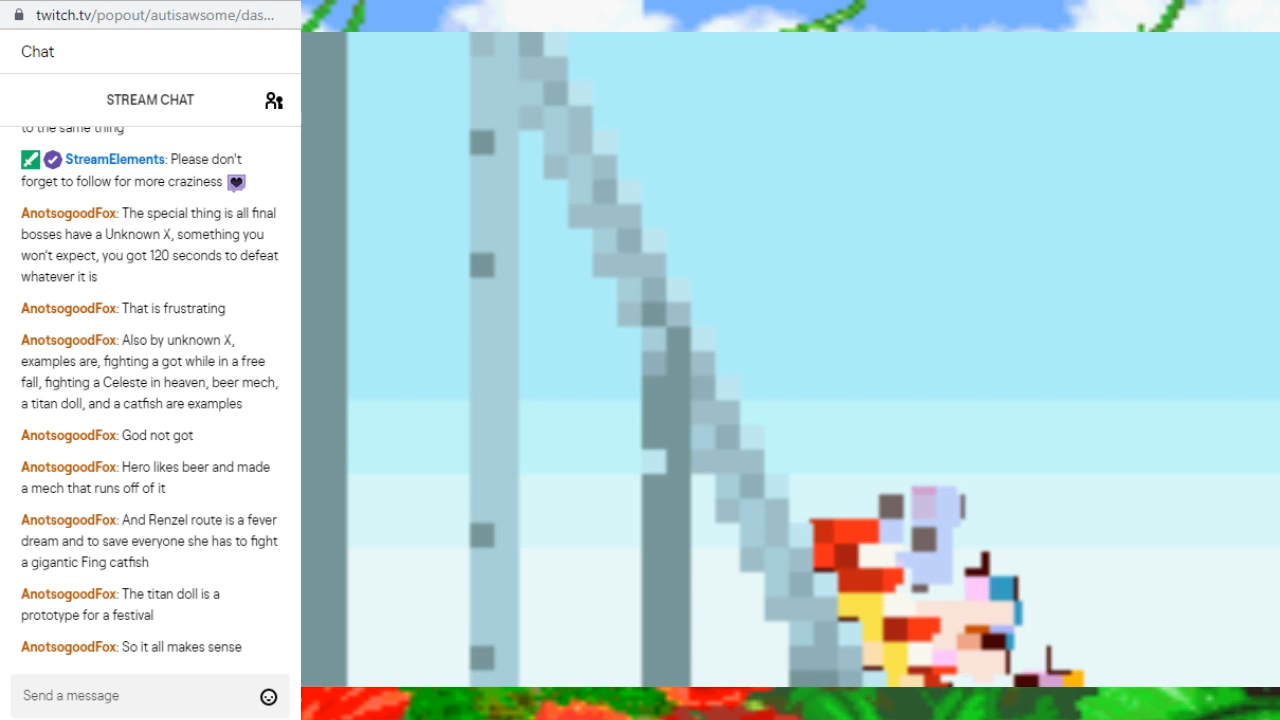 twitch.tv/popout/autisawsome/das...
Chat
STREAM CHAT
to the same thing
StreamElements: Please don't
forget to follow for more craziness
AnotsogoodFox: The special thing is all final
bosses have a Unknown X, something you
won't expect, you got 120 seconds to defeat
whatever it is
AnotsogoodFox: That is frustrating
AnotsogoodFox: Also by unknown X,
examples are, fighting a got while in a free
fall, fighting a Celeste in heaven, beer mech,
a titan doll, and a catfish are examples
AnotsogoodFox: God not got
AnotsogoodFox: Hero likes beer and made
a mech that runs off of it
AnotsogoodFox: And Renzel route is a fever
dream and to save everyone she has to fight
a gigantic Fing catfish
AnotsogoodFox: The titan doll is a
prototype for a festival
AnotsogoodFox: So it all makes sense
Send a message